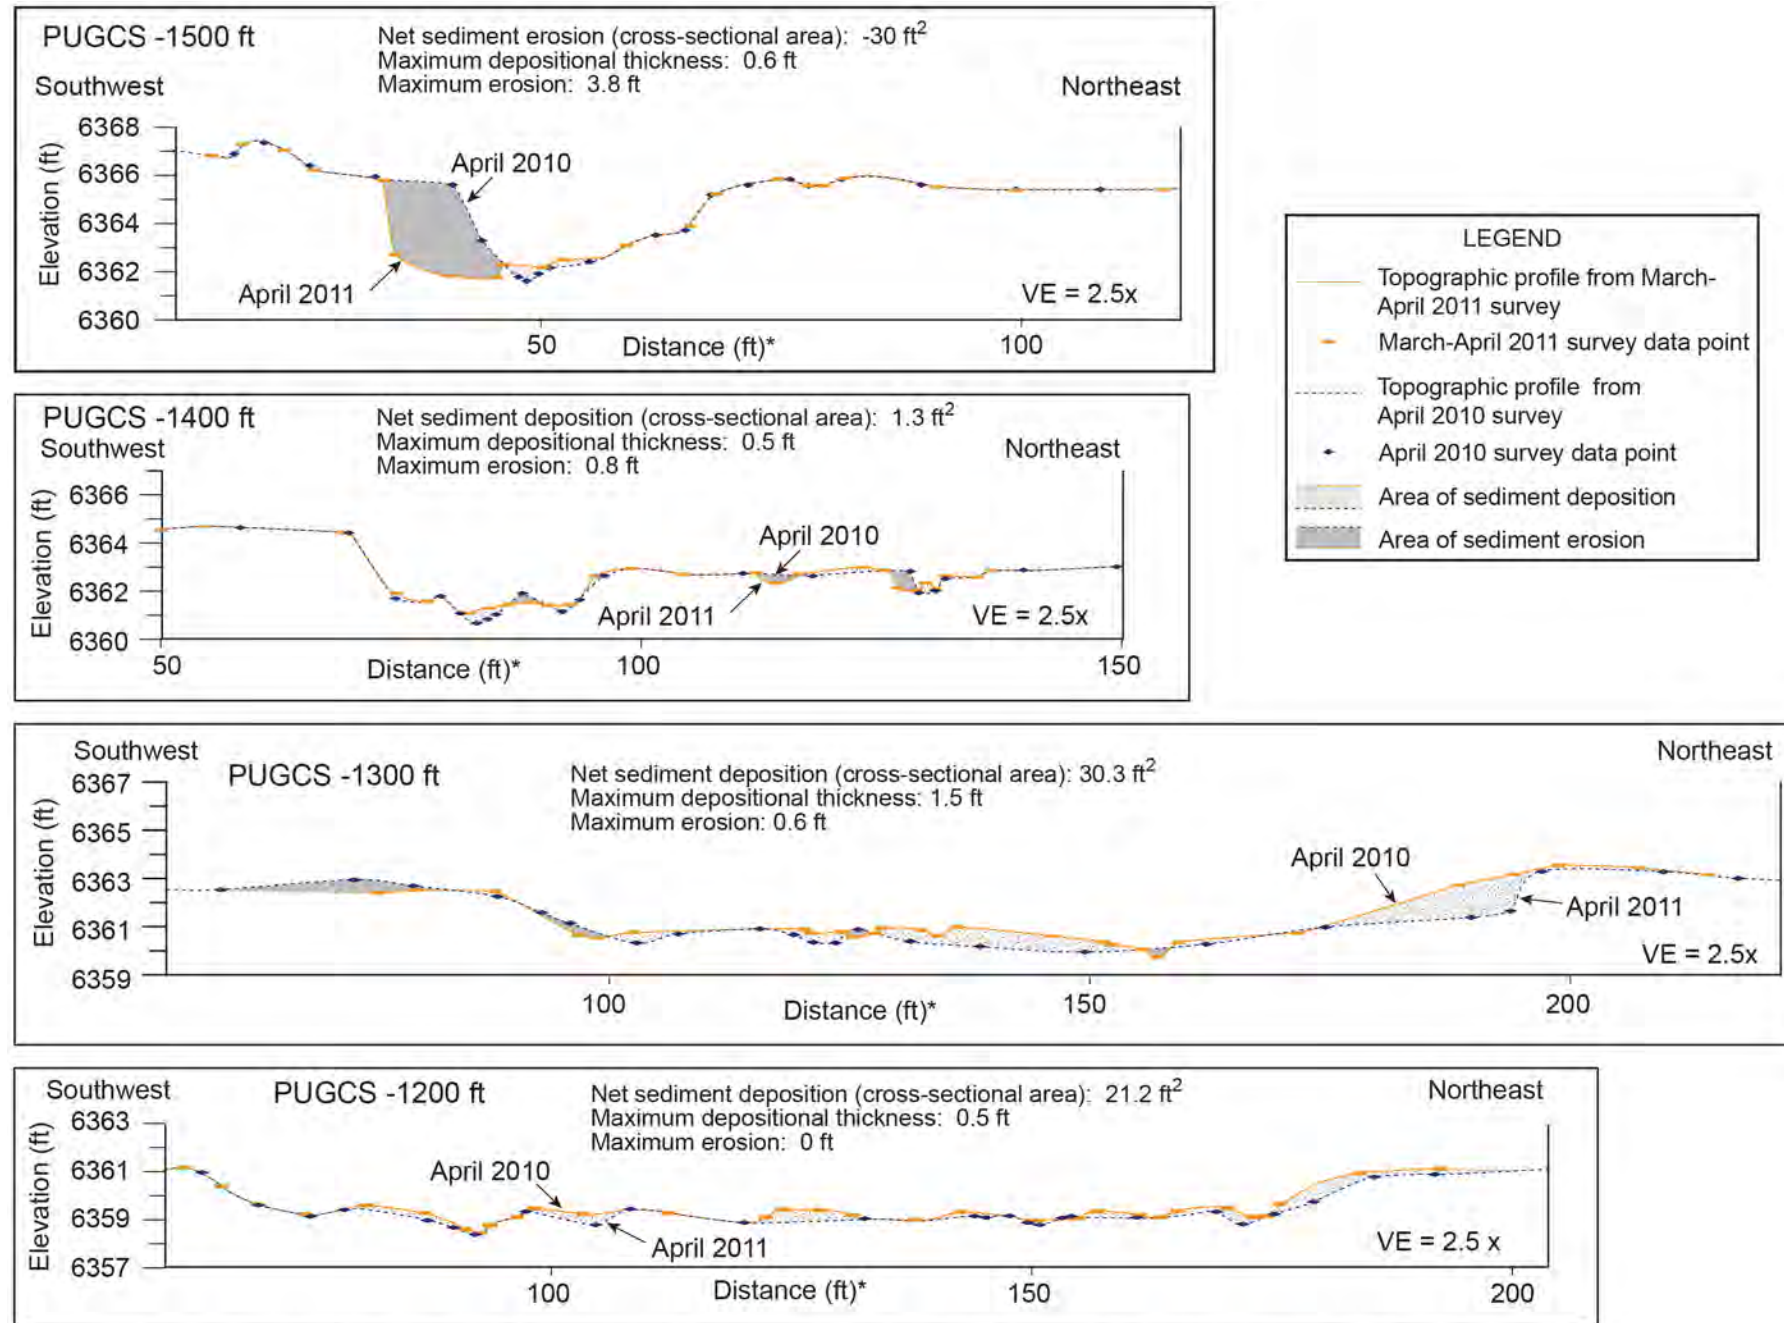 PUGCS -1500 ft
Net sediment erosion (cross-sectional area): -30 ft²
Maximum depositional thickness: 0.6 ft
Maximum erosion: 3.8 ft
Southwest
Northeast
Elevation (ft)
6368
6366
6364
6362
6360
April 2010
April 2011
VE = 2.5x
50
Distance (ft)*
100
LEGEND
Topographic profile from March-
April 2011 survey
March-April 2011 survey data point
Topographic profile from
April 2010 survey
April 2010 survey data point
Area of sediment deposition
Area of sediment erosion
PUGCS -1400 ft
Net sediment deposition (cross-sectional area): 1.3 ft²
Maximum depositional thickness: 0.5 ft
Maximum erosion: 0.8 ft
Southwest
Northeast
Elevation (ft)
6366
6364
6362
6360
April 2010
April 2011
VE = 2.5x
50
Distance (ft)*
100
150
Southwest
Northeast
PUGCS -1300 ft
Net sediment deposition (cross-sectional area): 30.3 ft²
Maximum depositional thickness: 1.5 ft
Maximum erosion: 0.6 ft
Elevation (ft)
6367
6365
6363
6361
6359
April 2010
April 2011
VE = 2.5x
100
Distance (ft)*
150
200
Southwest
PUGCS -1200 ft
Net sediment deposition (cross-sectional area): 21.2 ft²
Maximum depositional thickness: 0.5 ft
Maximum erosion: 0 ft
Northeast
Elevation (ft)
6363
6361
6359
6357
April 2010
April 2011
VE = 2.5 x
100
Distance (ft)*
150
200